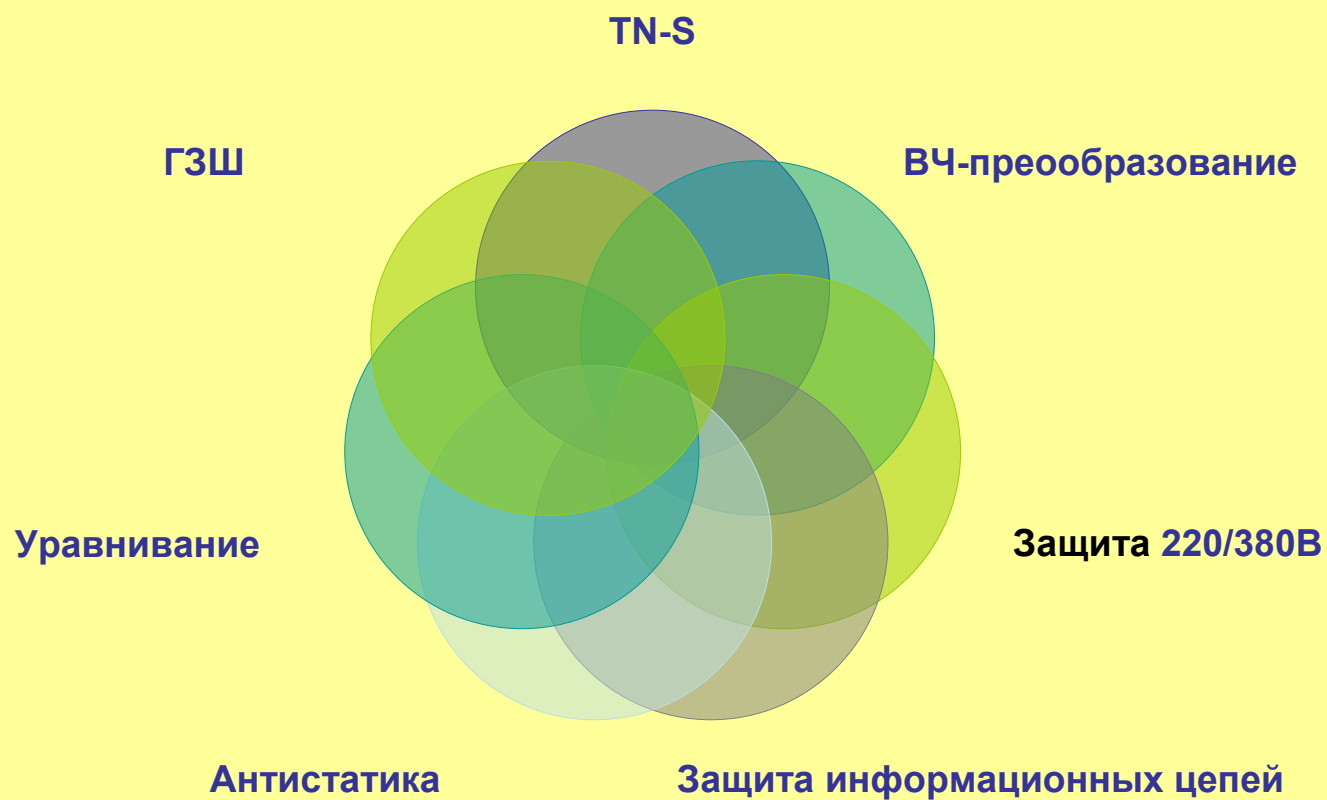 TN-S
ГЗШ
ВЧ-преообразование
Уравнивание
Защита 220/380В
Антистатика
Защита информационных цепей